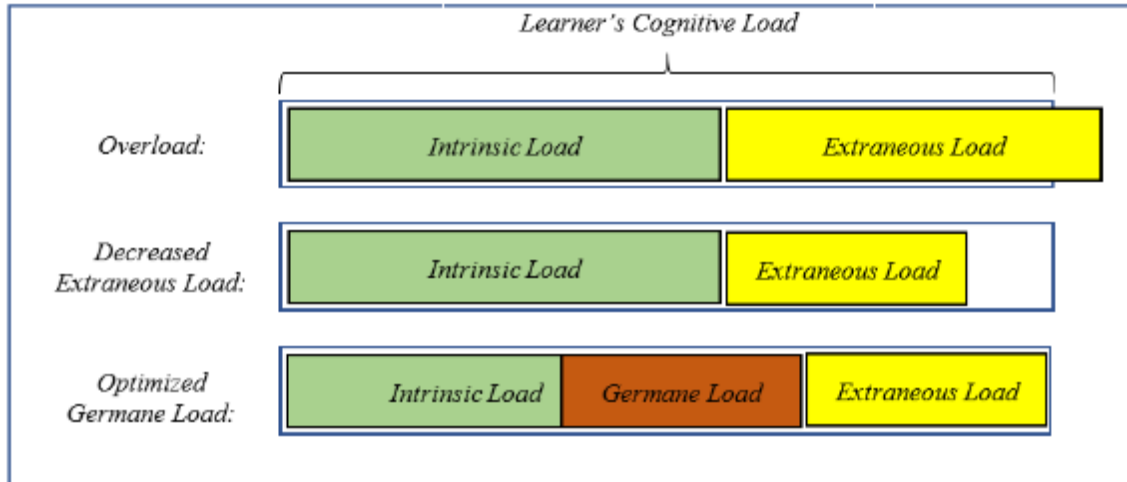 Learner's Cognitive Load
Overload:
Intrinsic Load
Extraneous Load
Decreased
Extraneous Load:
Intrinsic Load
Extraneous Load
Optimized
Germane Load:
Intrinsic Load
Germane Load
Extraneous Load